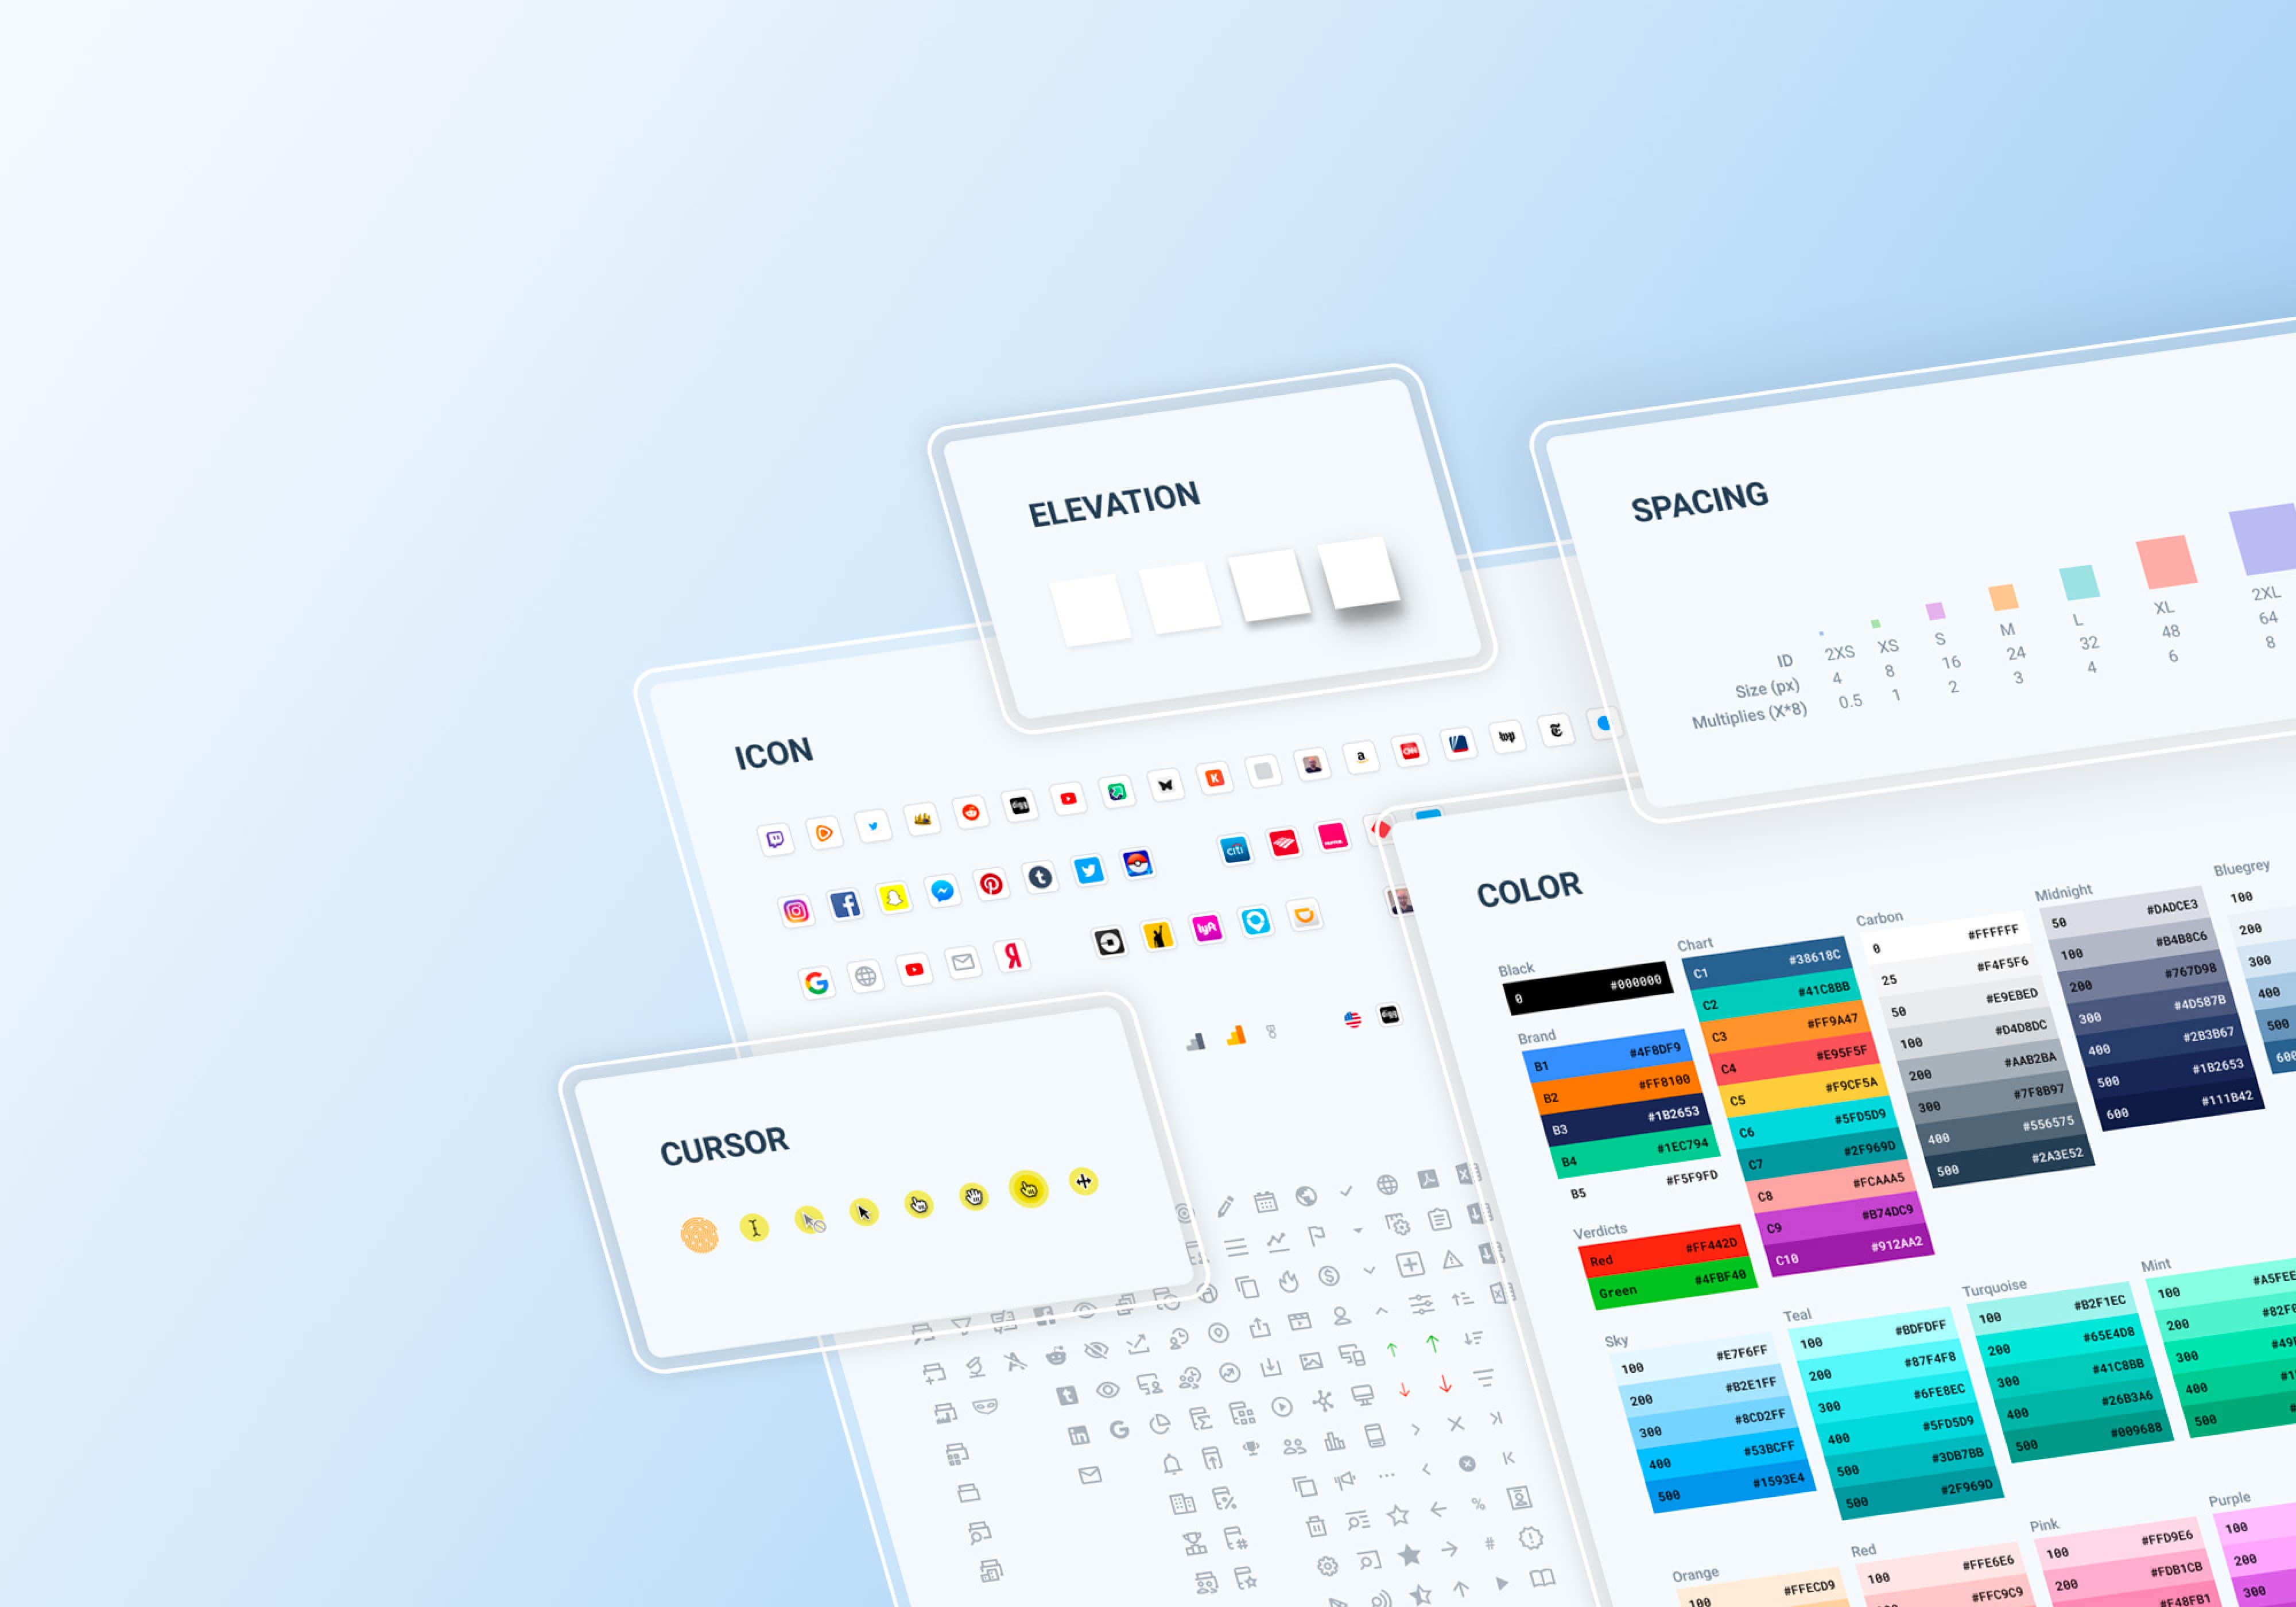 ELEVATION
SPACING
ID 2XS XS S M L XL 2XL
Size (px) 4 8 16 24 32 48 64
Multiplies (X*8) 0.5 1 2 3 4 6 8
ICON
digg
K
a
CNN
wp
citi
lyft
digg
CURSOR
COLOR
Black
0 #000000
Brand
B1 #4F8DF9
B2 #FF8100
B3 #1B2653
B4 #1EC794
B5 #F5F9FD
Verdicts
Red #FF442D
Green #4FBF40
Chart
C1 #38618C
C2 #41C8BB
C3 #FF9A47
C4 #E95F5F
C5 #F9CF5A
C6 #5FD5D9
C7 #2F969D
C8 #FCAAA5
C9 #B74DC9
C10 #912AA2
Carbon
0 #FFFFFF
25 #F4F5F6
50 #E9EBED
100 #D4D8DC
200 #AAB2BA
300 #7F8B97
400 #556575
500 #2A3E52
Midnight
50 #DADCE3
100 #B4B8C6
200 #767D98
300 #4D587B
400 #2B3B67
500 #1B2653
600 #111B42
Bluegrey
100
200
300
400
500
600
Sky
100 #E7F6FF
200 #B2E1FF
300 #8CD2FF
400 #53BCFF
500 #1593E4
Teal
100 #BDFDFF
200 #87F4F8
300 #6FE8EC
400 #5FD5D9
500 #3DB7BB
500 #2F969D
Turquoise
100 #B2F1EC
200 #65E4D8
300 #41C8BB
400 #26B3A6
500 #009688
Mint
100 #A5FEE
200
300
400
500
Orange
100 #FFECD9
Red
100 #FFE6E6
#FFC9C9
Pink
100 #FFD9E6
200 #FDB1CB
#F48FB1
Purple
100
200
300